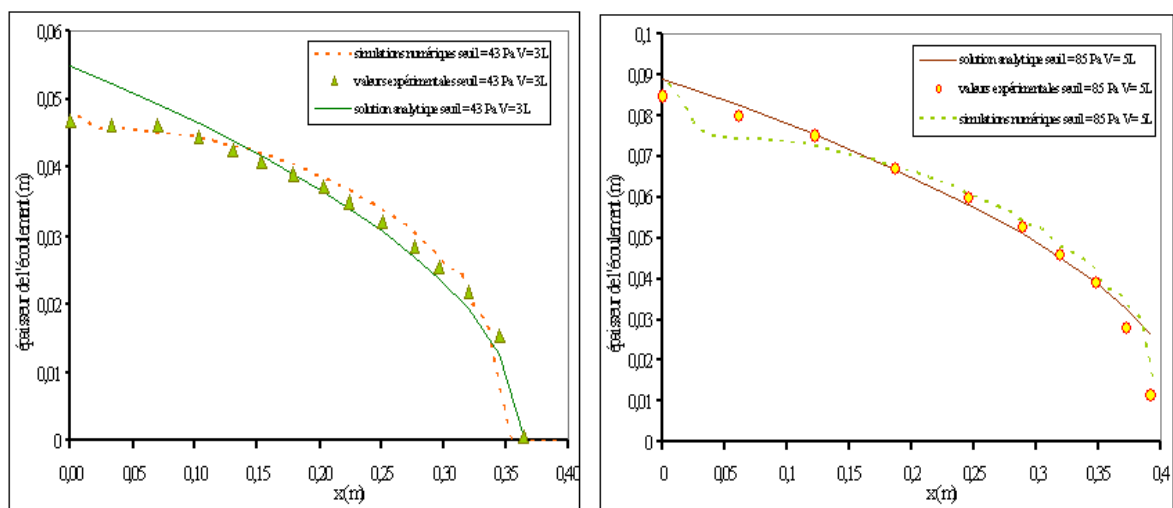 0,06
0,05
0,04
0,03
0,02
0,01
0
épaisseur de l'écoulement (m)
simulations numériques seuil = 43 Pa V = 3L
valeurs expérimentales seuil = 43 Pa V = 3L
solution analytique seuil = 43 Pa V = 3L
0,00 0,05 0,10 0,15 0,20 0,25 0,30 0,35 0,40
x(m)
0,1
0,09
0,08
0,07
0,06
0,05
0,04
0,03
0,02
0,01
0
épaisseur de l'écoulement (m)
solution analytique seuil = 85 Pa V = 5L
valeurs expérimentales seuil = 85 Pa V = 5L
simulations numériques seuil = 85 Pa V = 5L
0 0,05 0,1 0,15 0,2 0,25 0,3 0,35 0,4
x(m)